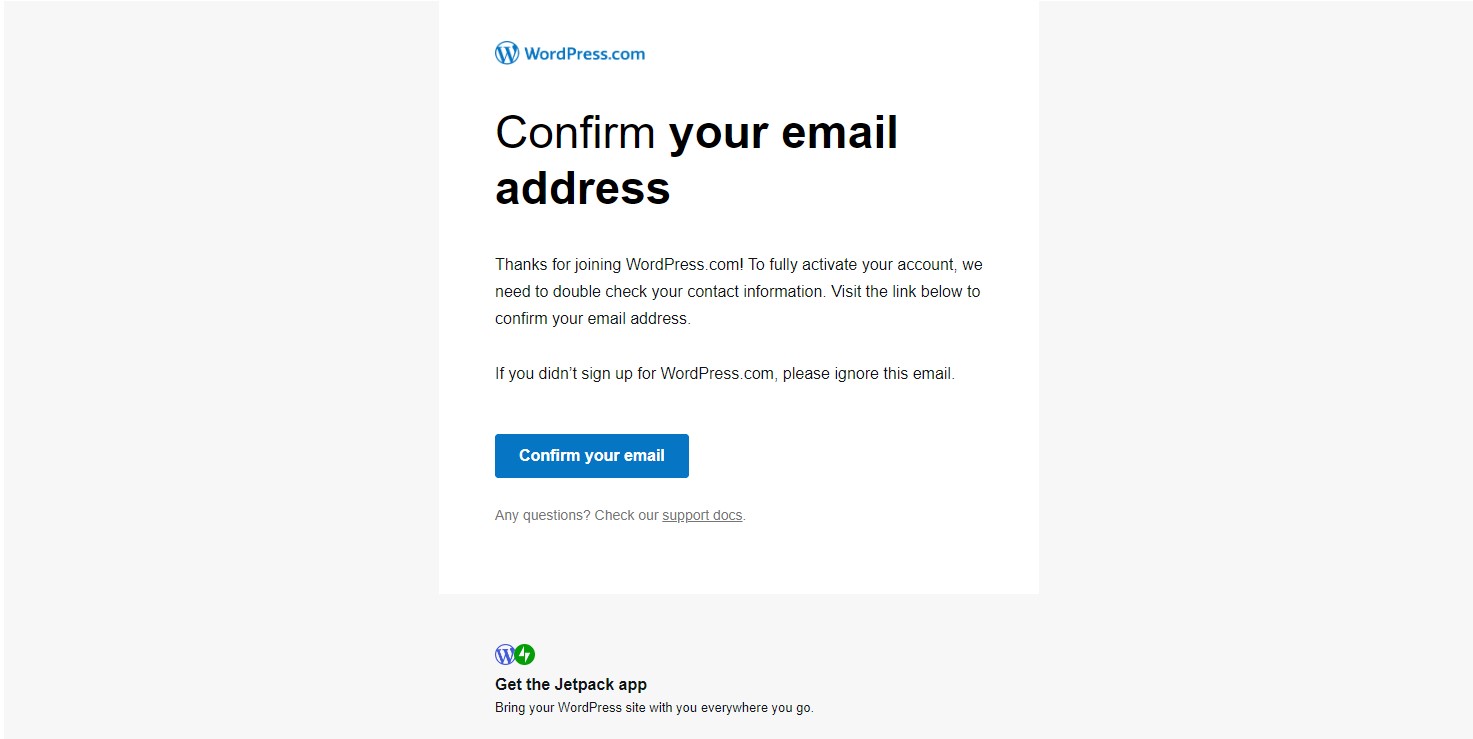 WordPress.com
Confirm your email
address
Thanks for joining WordPress.com! To fully activate your account, we
need to double check your contact information. Visit the link below to
confirm your email address.
If you didn’t sign up for WordPress.com, please ignore this email.
Confirm your email
Any questions? Check our support docs.
Get the Jetpack app
Bring your WordPress site with you everywhere you go.